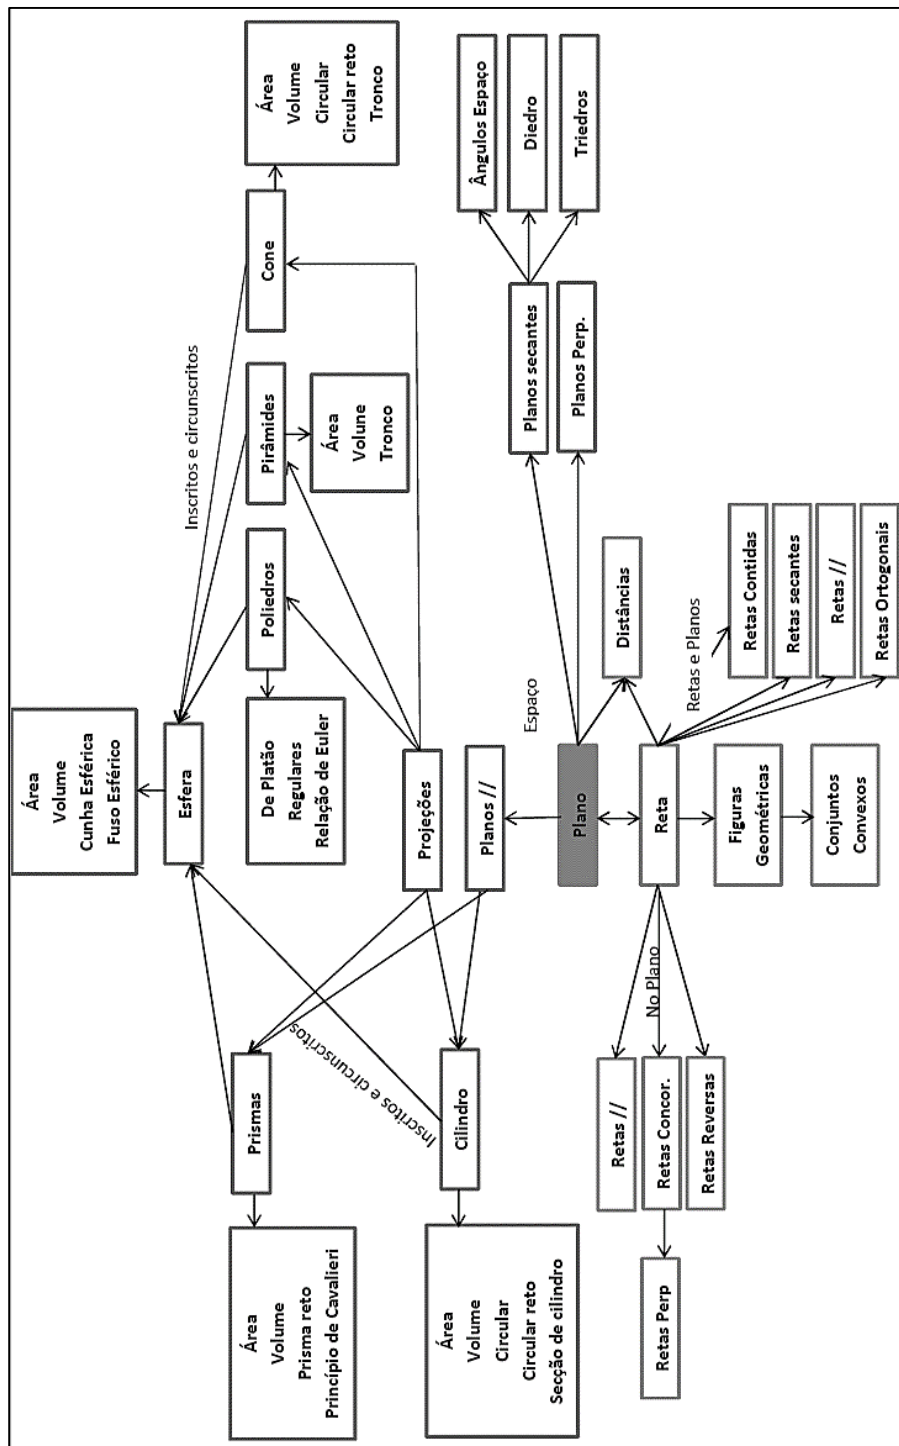 Área
Volume
Cunha Esférica
Fuso Esférico
Esfera
Inscritos e circunscritos
Área
Volume
Prisma reto
Princípio de Cavalieri
Prismas
De Platão
Regulares
Relação de Euler
Poliedros
Pirâmides
Cone
Área
Volume
Circular
Circular reto
Tronco
Área
Volune
Tronco
Inscritos e circunscritos
Projeções
Área
Volume
Circular
Circular reto
Secção de cilindro
Cilindro
Planos //
Ângulos Espaço
Diedro
Triedros
Planos secantes
Planos Perp.
Espaço
Plano
Distâncias
Retas //
Retas Concor.
Retas Reversas
Retas Perp
No Plano
Reta
Retas e Planos
Figuras
Geométricas
Conjuntos
Convexos
Retas Contidas
Retas secantes
Retas //
Retas Ortogonais